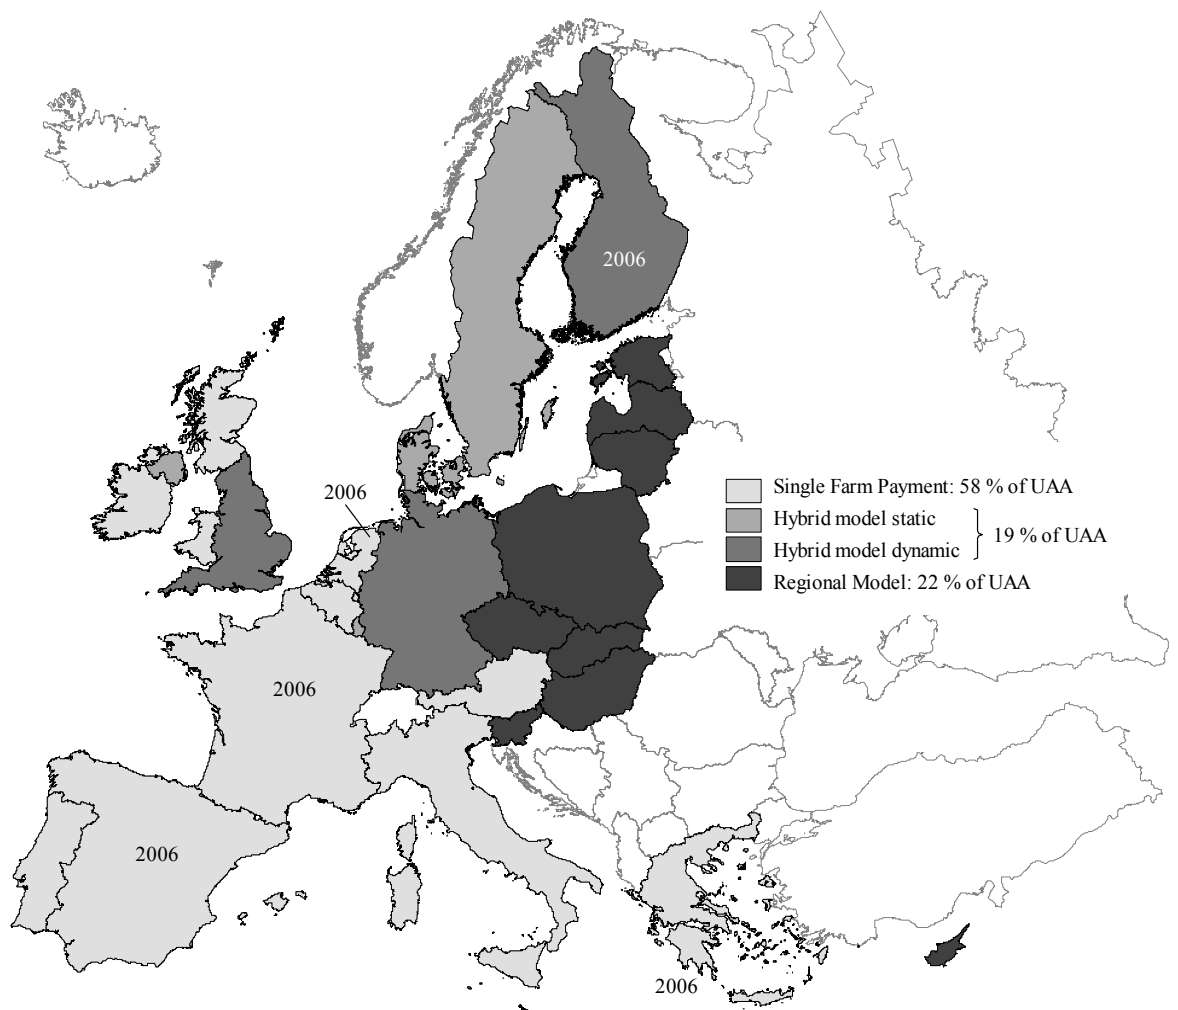 2006
2006
Single Farm Payment: 58 % of UAA
Hybrid model static
19 % of UAA
Hybrid model dynamic
Regional Model: 22 % of UAA
2006
2006
2006